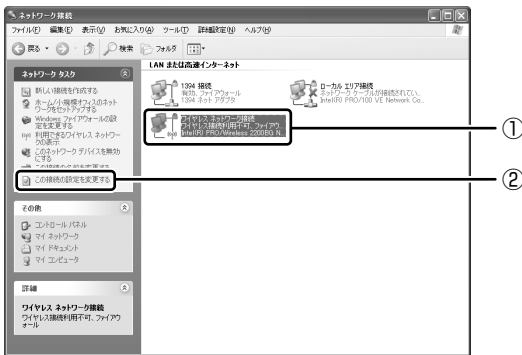 ネットワーク接続
ファイル(F) 編集(E) 表示(V) お気に入り(A) ツール(T) 詳細設定(N) ヘルプ(H)
戻る 検索 フォルダ
ネットワーク タスク
新しい接続を作成する
ホーム/小規模オフィスのネット
ワークをセットアップする
Windows ファイアウォールの設
定を変更する
利用できるワイヤレス ネットワー
クの表示
このネットワーク デバイスを無効
にする
この接続の名前を変更する
この接続の設定を変更する
その他
コントロール パネル
マイ ネットワーク
マイ ドキュメント
マイ コンピュータ
詳細
ワイヤレス ネットワーク接続
ワイヤレス接続利用不可, ファイアウ
ォール
LAN または高速インターネット
1394 接続
有効, ファイアウォール
1394 ネット アダプタ
ローカル エリア接続
ネットワーク ケーブルが接続されてい...
Intel(R) PRO/100 VE Network Co...
ワイヤレス ネットワーク接続
ワイヤレス接続利用不可, ファイアウ...
Intel(R) PRO/Wireless 2200BG N...
①
②